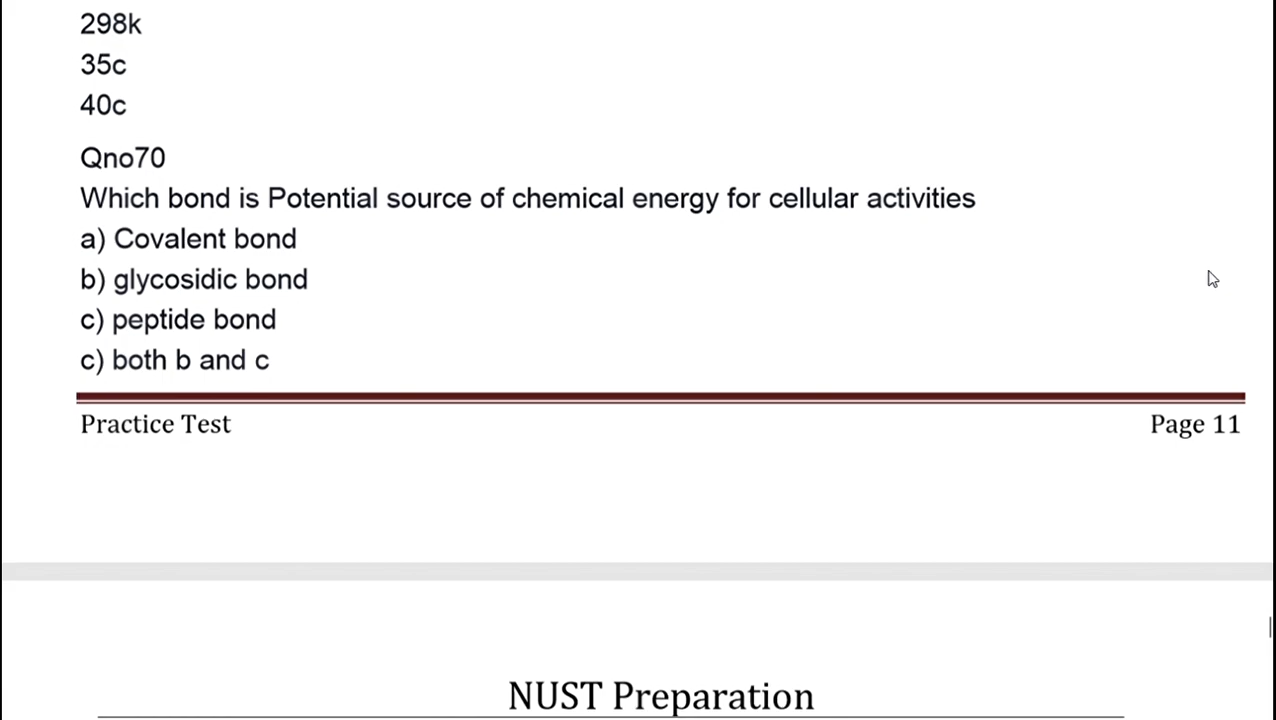 298k
35c
40c
Qno70
Which bond is Potential source of chemical energy for cellular activities
a) Covalent bond
b) glycosidic bond
c) peptide bond
c) both b and c
Practice Test Page 11
NUST Preparation